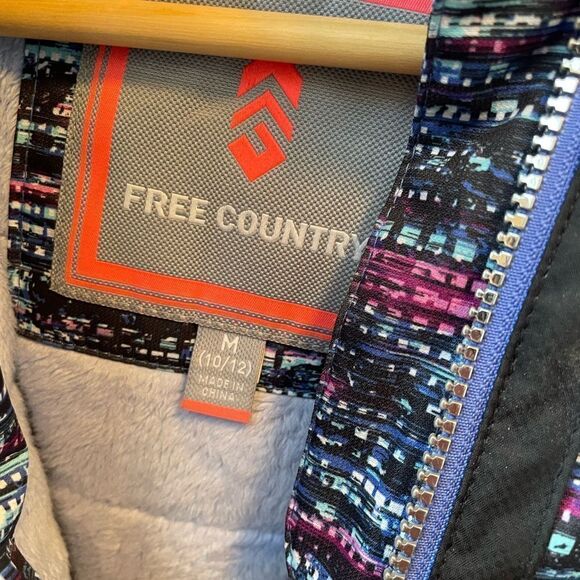 FREE COUNTRY
M
(10/12)
MADE IN
CHINA